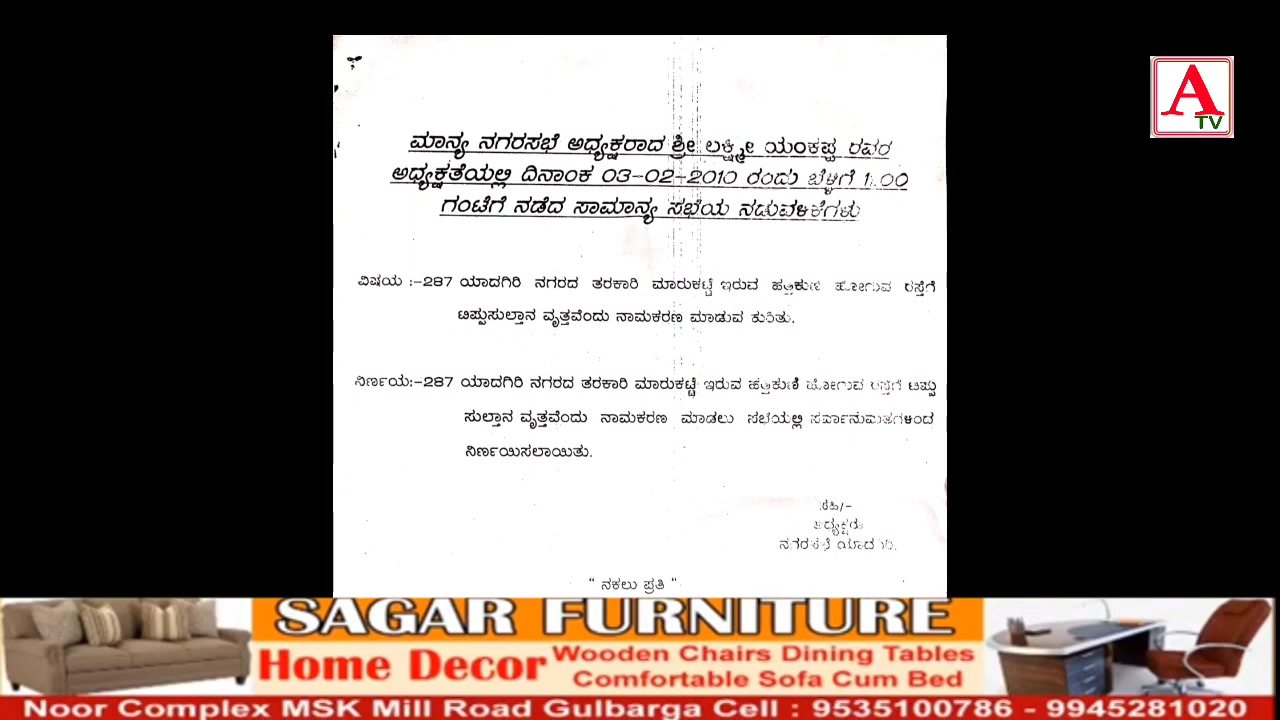 A
TV
ಮಾನ್ಯ ನಗರಸಭೆ ಅಧ್ಯಕ್ಷರಾದ ಶ್ರೀ ಲಕ್ಷ್ಮೀ ಯಂಕಪ್ಪ ರವರ
ಅಧ್ಯಕ್ಷತೆಯಲ್ಲಿ ದಿನಾಂಕ 03-02-2010 ರಂದು ಬೆಳ್ಳಿಗೆ
ಗಂಟೆಗೆ ನಡೆದ ಸಾಮಾನ್ಯ ಸಭೆಯ ನಡುವಳಿಕೆಗಳು
ವಿಷಯ :-287 ಯಾದಗಿರಿ ನಗರದ ತರಕಾರಿ ಮಾರುಕಟ್ಟೆ ಇರುವ ಹತ್ತಿಕುಣಿ ಹೋಗುವ ರಸ್ತೆಗೆ
ಟಿಪ್ಪುಸುಲ್ತಾನ ವೃತ್ತವೆಂದು ನಾಮಕರಣ ಮಾಡುವ ಕುರಿತು.
ನಿರ್ಣಯ:-287 ಯಾದಗಿರಿ ನಗರದ ತರಕಾರಿ ಮಾರುಕಟ್ಟೆ ಇರುವ ಹತ್ತಿಕುಣಿ ಹೋಗುವ ರಸ್ತೆಗೆ ಟಿಪ್ಪು
ಸುಲ್ತಾನ ವೃತ್ತವೆಂದು ನಾಮಕರಣ ಮಾಡಲು ಸಭೆಯಲ್ಲಿ ಸರ್ವಾನುಮತಗಳಿಂದ
ನಿರ್ಣಯಿಸಲಾಯಿತು.
ಸಹಿ/-
ಅಧ್ಯಕ್ಷರು
ನಗರಸಭೆ ಯಾದಗಿರಿ.
“ ನಕಲು ಪ್ರತಿ “
SAGAR FURNITURE
Home Decor Wooden Chairs Dining Tables
Comfortable Sofa Cum Bed
Noor Complex MSK Mill Road Gulbarga Cell : 9535100786 - 9945281020